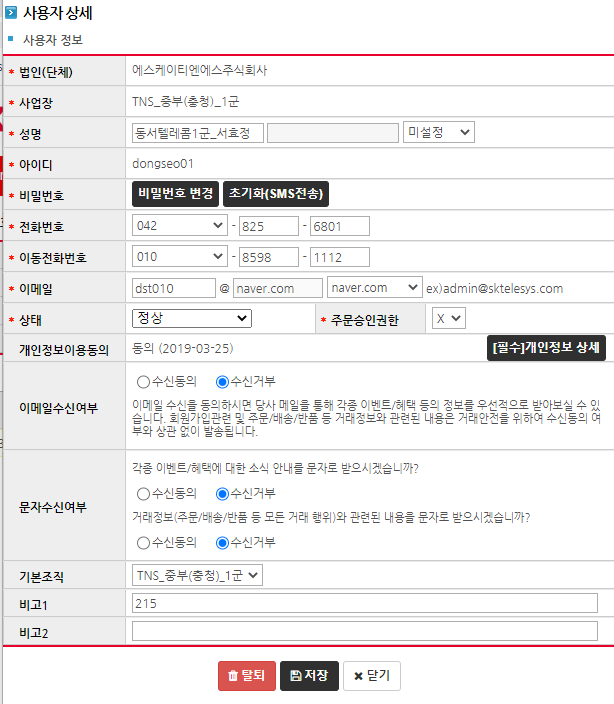 사용자 상세
사용자 정보
* 법인(단체) 에스케이티엔에스주식회사
* 사업장 TNS_중부(충청)_1군
* 성명 동서텔레콤1군_서효정 미설정
* 아이디 dongseo01
* 비밀번호 비밀번호 변경 초기화(SMS전송)
* 전화번호 042 - 825 - 6801
* 이동전화번호 010 - 8598 - 1112
* 이메일 dst010 @ naver.com naver.com ex)admin@sktelesys.com
* 상태 정상 * 주문승인권한 X
개인정보이용동의 동의 (2019-03-25) [필수]개인정보 상세
이메일수신여부 수신동의 수신거부
이메일 수신을 동의하시면 당사 메일을 통해 각종 이벤트/혜택 등의 정보를 우선적으로 받아보실 수 있
습니다. 회원가입관련 및 주문/배송/반품 등 거래정보와 관련된 내용은 거래안전을 위하여 수신동의 여
부와 상관 없이 발송됩니다.
문자수신여부
각종 이벤트/혜택에 대한 소식 안내를 문자로 받으시겠습니까?
수신동의 수신거부
거래정보(주문/배송/반품 등 모든 거래 행위)와 관련된 내용을 문자로 받으시겠습니까?
수신동의 수신거부
기본조직 TNS_중부(충청)_1군
비고1 215
비고2
탈퇴 저장 닫기